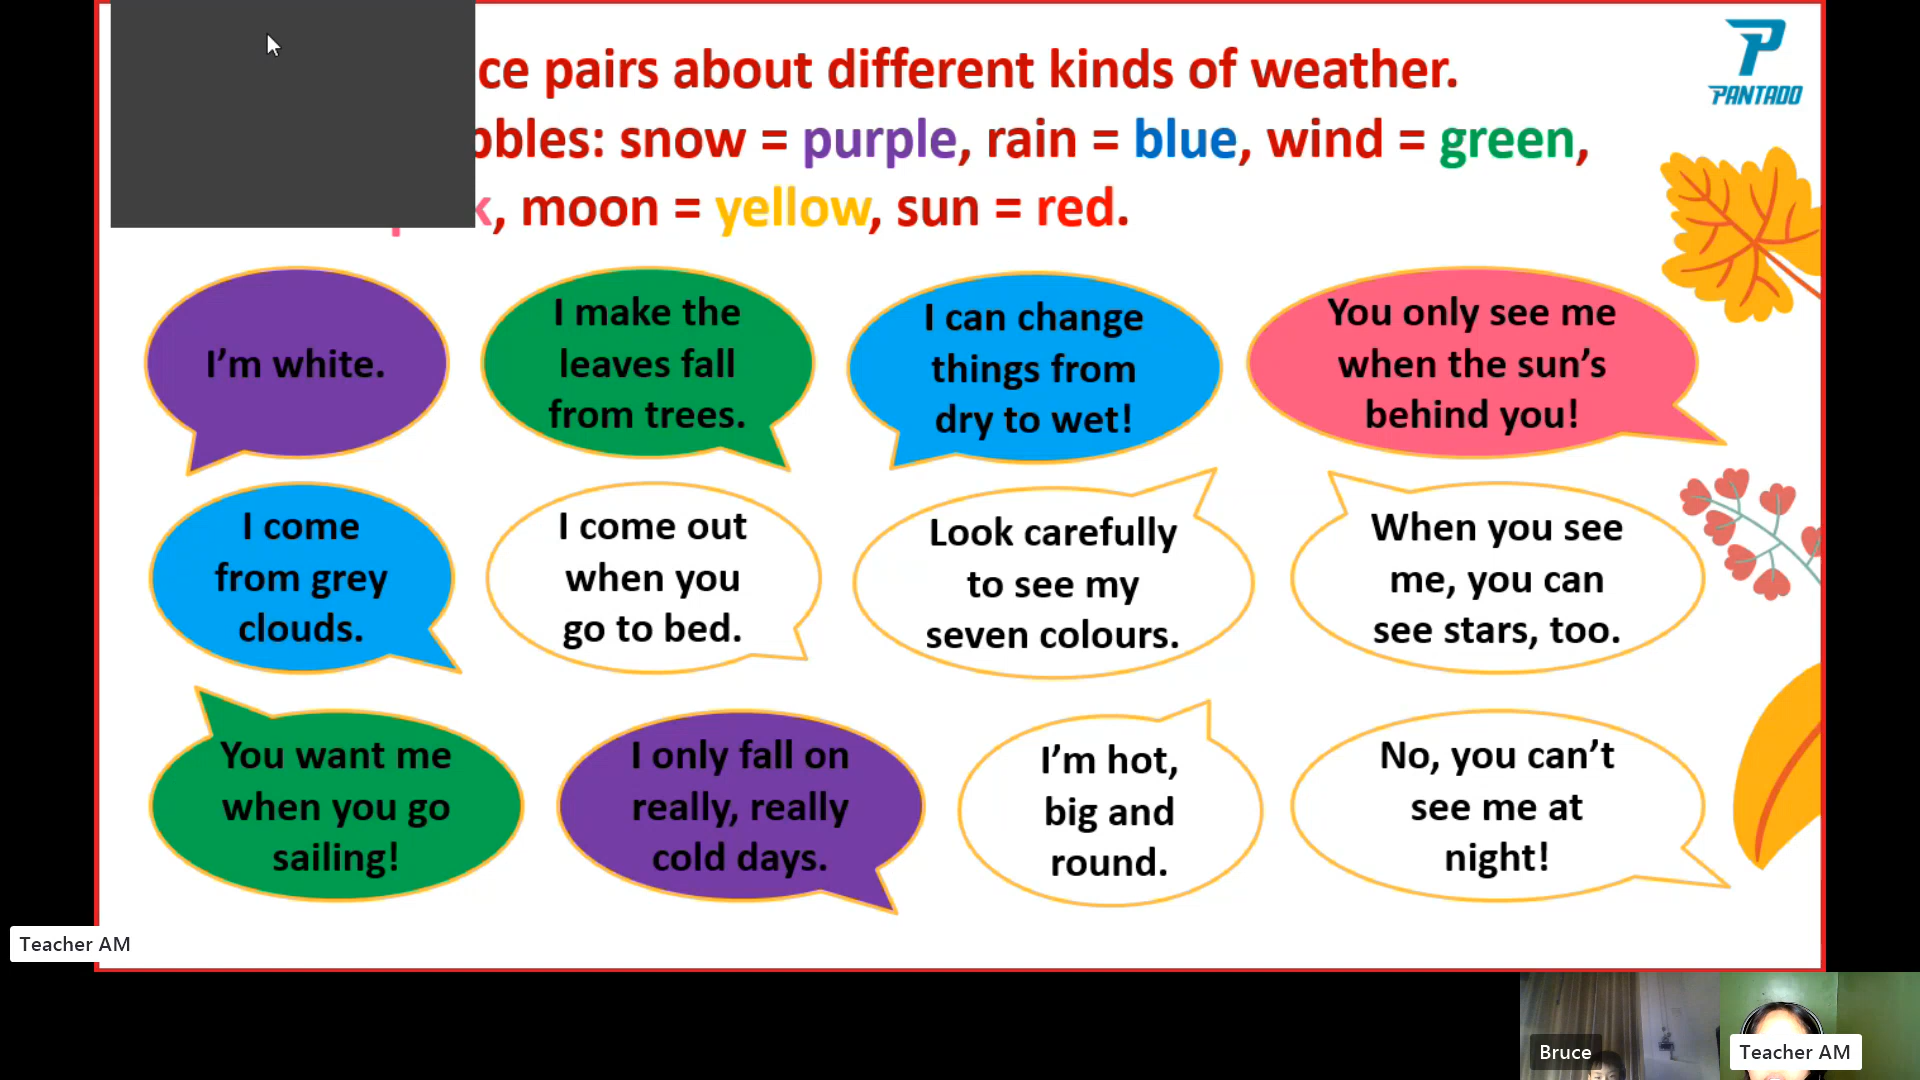 pairs about different kinds of weather.
snow = purple, rain = blue, wind = green,
moon = yellow, sun = red.
PANTADO
I'm white.
I make the
leaves fall
from trees.
I can change
things from
dry to wet!
You only see me
when the sun's
behind you!
I come
from grey
clouds.
I come out
when you
go to bed.
Look carefully
to see my
seven colours.
When you see
me, you can
see stars, too.
You want me
when you go
sailing!
I only fall on
really, really
cold days.
I'm hot,
big and
round.
No, you can't
see me at
night!
Teacher AM
Bruce
Teacher AM